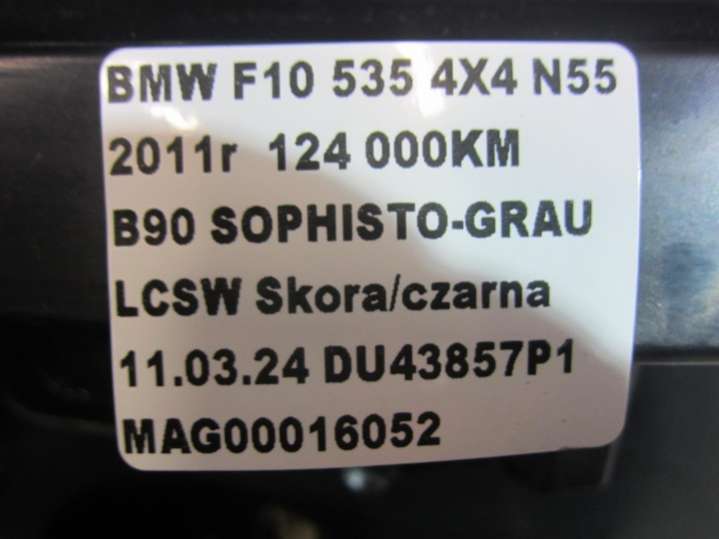 BMW F10 535 4X4 N55
2011r 124 000KM
B90 SOPHISTO-GRAU
LCSW Skora/czarna
11.03.24 DU43857P1
MAG00016052